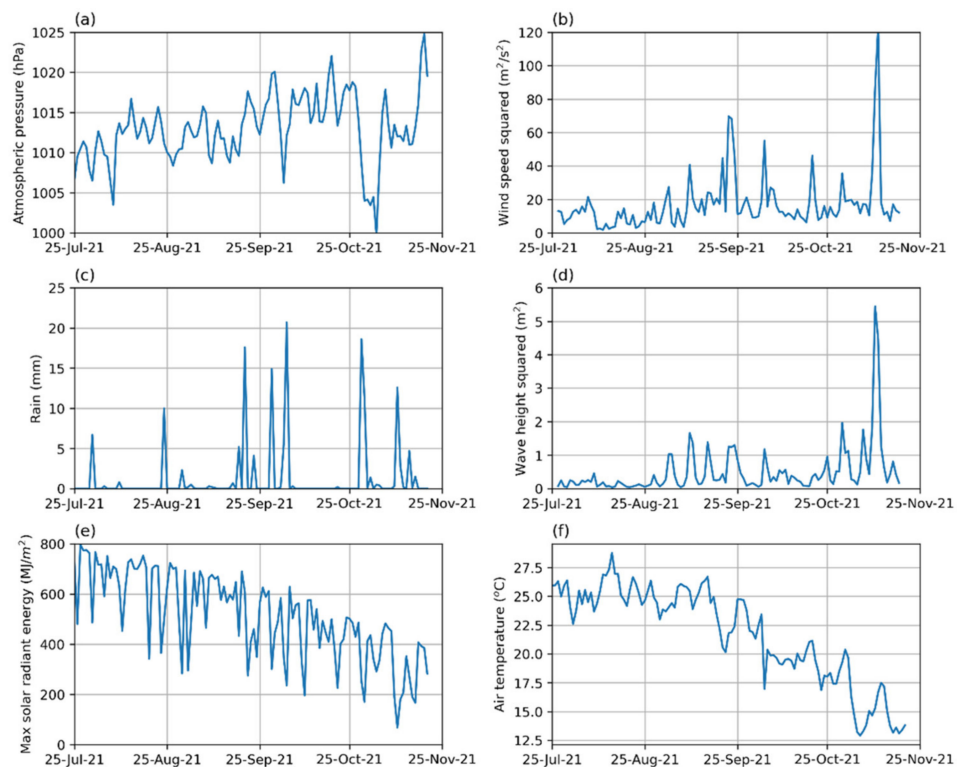 (a)
Atmospheric pressure (hPa)
1025
1020
1015
1010
1005
1000
25-Jul-21 25-Aug-21 25-Sep-21 25-Oct-21 25-Nov-21
(b)
Wind speed squared (m²/s²)
120
100
80
60
40
20
0
25-Jul-21 25-Aug-21 25-Sep-21 25-Oct-21 25-Nov-21
(c)
Rain (mm)
25
20
15
10
5
0
25-Jul-21 25-Aug-21 25-Sep-21 25-Oct-21 25-Nov-21
(d)
Wave height squared (m²)
6
5
4
3
2
1
0
25-Jul-21 25-Aug-21 25-Sep-21 25-Oct-21 25-Nov-21
(e)
Max solar radiant energy (MJ/m²)
800
600
400
200
0
25-Jul-21 25-Aug-21 25-Sep-21 25-Oct-21 25-Nov-21
(f)
Air temperature (°C)
27.5
25.0
22.5
20.0
17.5
15.0
12.5
25-Jul-21 25-Aug-21 25-Sep-21 25-Oct-21 25-Nov-21